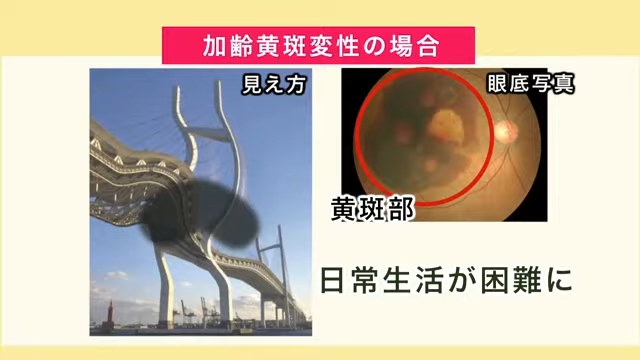 加齢黄斑変性の場合
見え方
眼底写真
黄斑部
日常生活が困難に